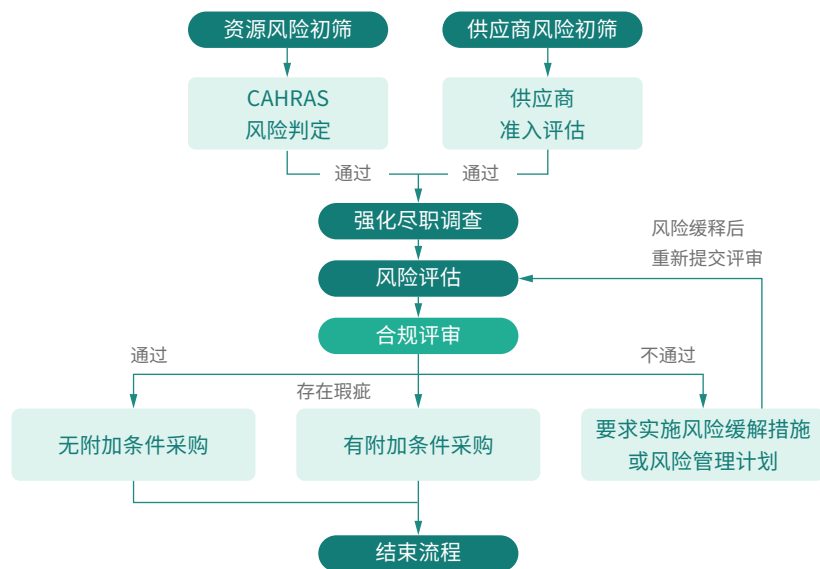 资源风险初筛
供应商风险初筛
CAHRAS
风险判定
供应商
准入评估
通过
通过
强化尽职调查
风险缓释后
重新提交评审
风险评估
合规评审
通过
存在瑕疵
不通过
无附加条件采购
有附加条件采购
要求实施风险缓解措施
或风险管理计划
结束流程